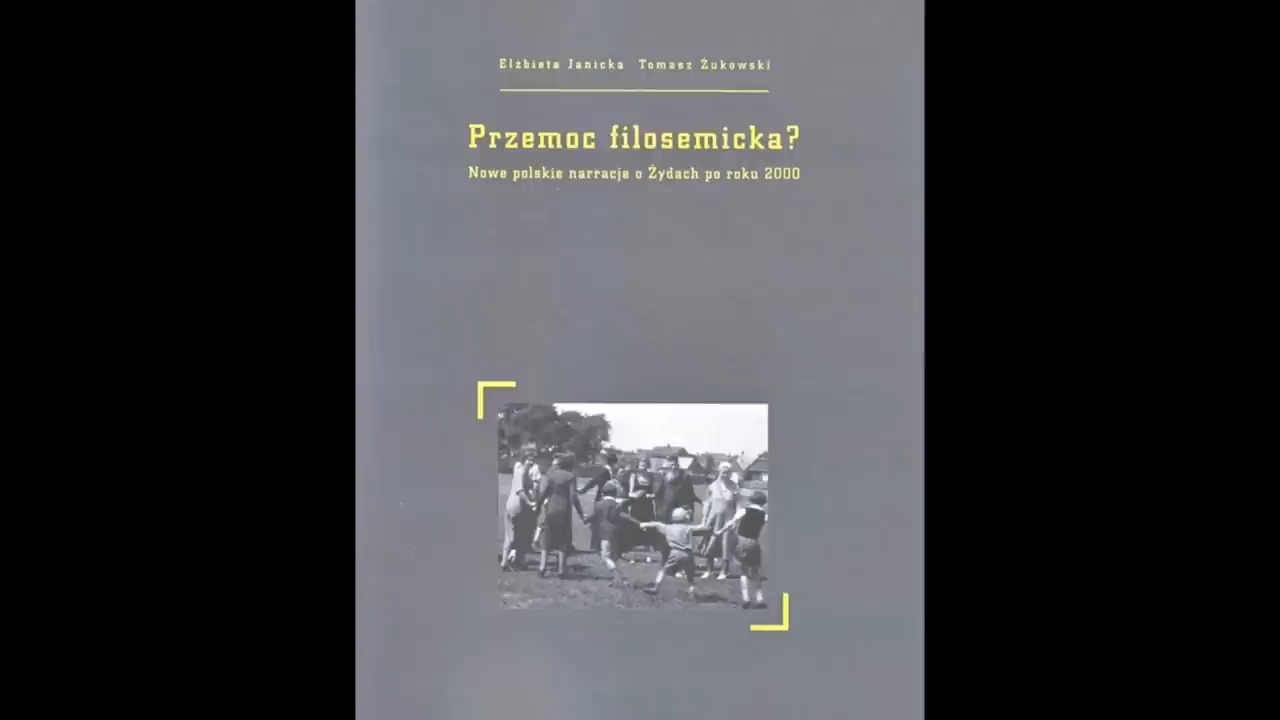 Elżbieta Janicka Tomasz Żukowski
Przemoc filosemicka?
Nowe polskie narracje o Żydach po roku 2000